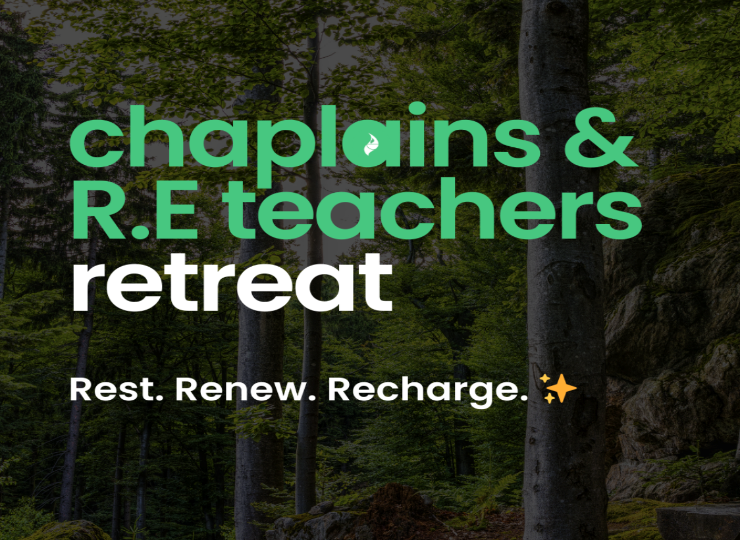 chaplains &
R.E teachers
retreat
Rest. Renew. Recharge. ✨